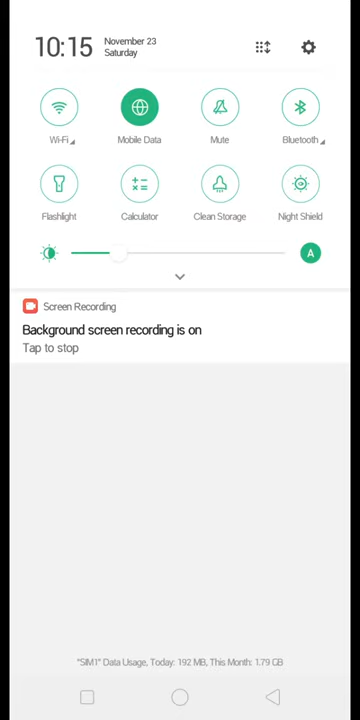 10:15
November 23
Saturday
Wi-Fi
Mobile Data
Mute
Bluetooth
Flashlight
Calculator
Clean Storage
Night Shield
A
Screen Recording
Background screen recording is on
Tap to stop
"SIM1" Data Usage, Today: 192 MB, This Month: 1.79 GB